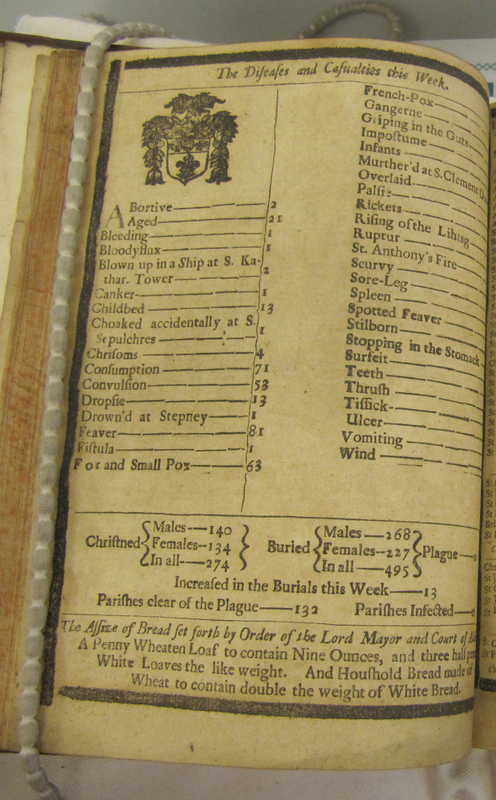 The Diſeaſes and Caſualties this Week.
ABortive 2
Aged 21
Bleeding 1
Bloodyflux 1
Blown up in a Ship at S. Ka-
thar. Tower 2
Canker 1
Childbed 13
Choaked accidentally at S.
Sepulchres 1
Chriſoms 4
Conſumption 71
Convulſion 53
Dropſie 13
Drown'd at Stepney 1
Feaver 81
Fiſtula 1
Fox and Small Pox 63
French-Pox
Gangerne
Griping in the Guts
Impoſtume
Infants
Murther'd at S. Clement
Overlaid
Palſie
Rickets
Riſing of the Lihtsg
Ruptur
St. Anthony's Fire
Scurvy
Sore-Leg
Spleen
Spotted Feaver
Stilborn
Stopping in the Stomack
Surfeit
Teeth
Thruſh
Tiſſick
Ulcer
Vomiting
Wind
Chriſtned Males 140 Females 134 In all 274
Buried Males 268 Females 227 In all 495 Plague
Increaſed in the Burials this Week 13
Pariſhes clear of the Plague 132 Pariſhes Infected
The Aſſize of Bread ſet forth by Order of the Lord Mayor and Court of
A Penny Wheaten Loaf to contain Nine Ounces, and three half
White Loaves the like weight. And Houſhold Bread made of
Wheat to contain double the weight of White Bread.